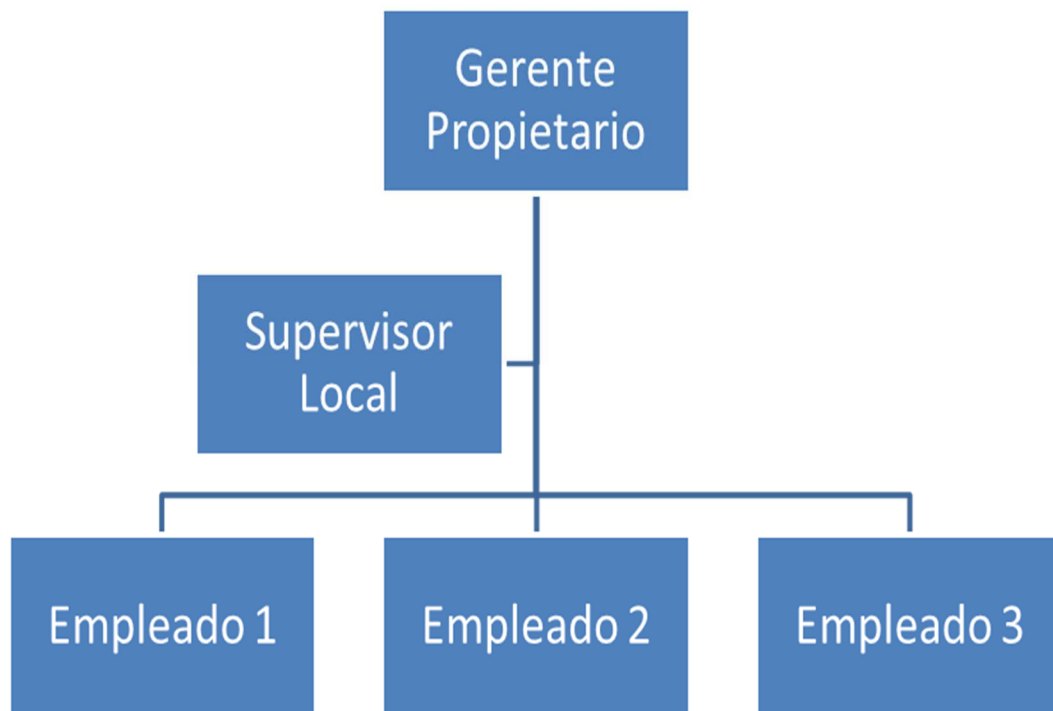 Gerente
Propietario
Supervisor
Local
Empleado 1
Empleado 2
Empleado 3